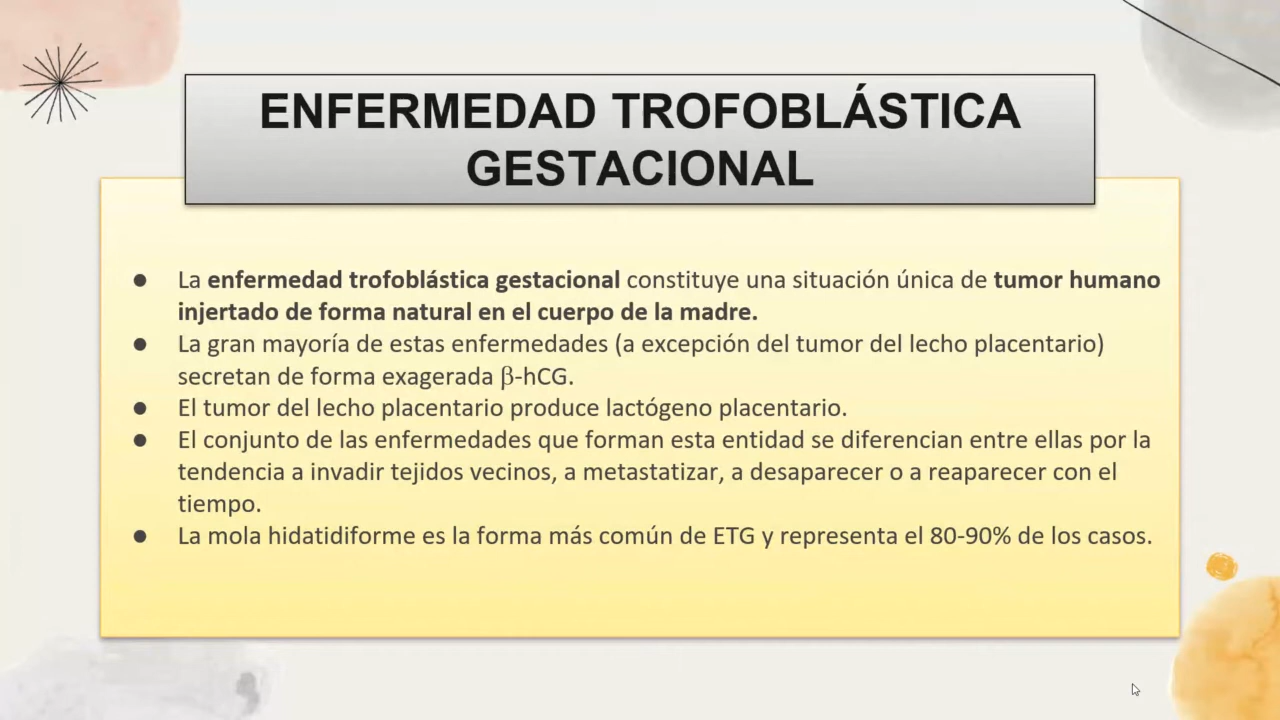 ENFERMEDAD TROFOBLÁSTICA
GESTACIONAL
● La enfermedad trofoblástica gestacional constituye una situación única de tumor humano
injertado de forma natural en el cuerpo de la madre.
● La gran mayoría de estas enfermedades (a excepción del tumor del lecho placentario)
secretan de forma exagerada β-hCG.
● El tumor del lecho placentario produce lactógeno placentario.
● El conjunto de las enfermedades que forman esta entidad se diferencian entre ellas por la
tendencia a invadir tejidos vecinos, a metastatizar, a desaparecer o a reaparecer con el
tiempo.
● La mola hidatidiforme es la forma más común de ETG y representa el 80-90% de los casos.